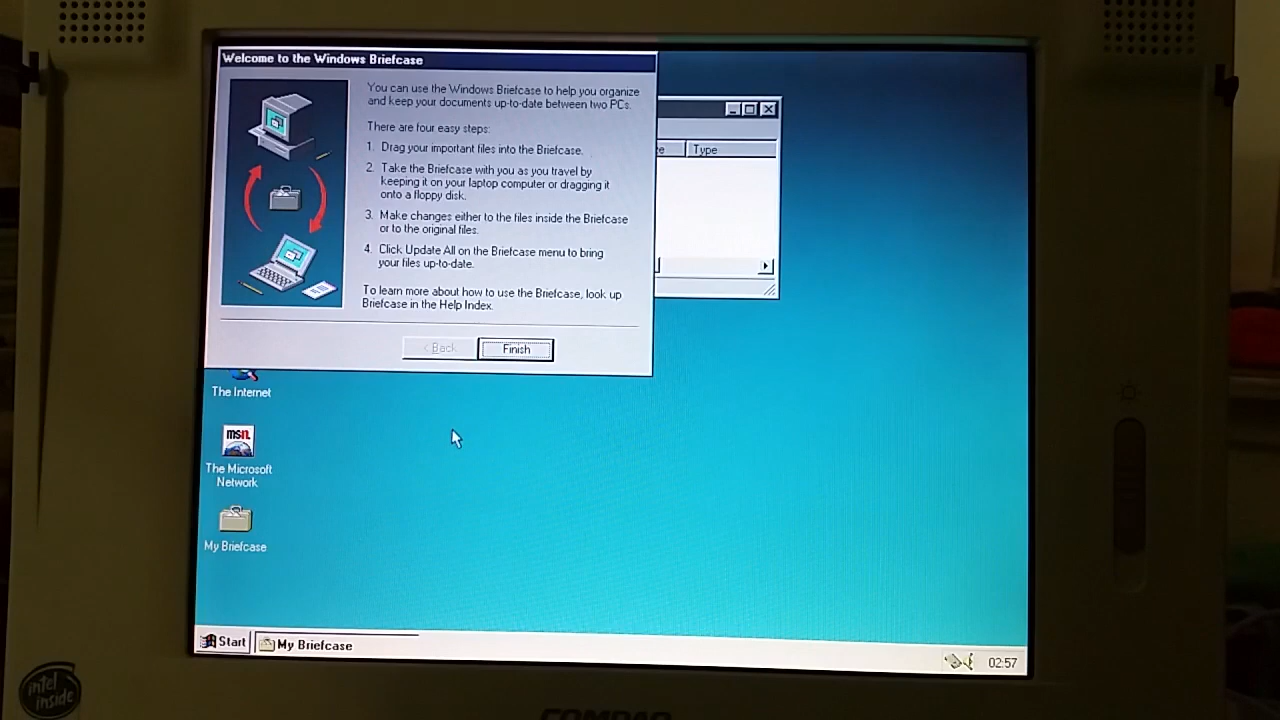 Welcome to the Windows Briefcase
You can use the Windows Briefcase to help you organize
and keep your documents up-to-date between two PCs.
There are four easy steps:
1. Drag your important files into the Briefcase.
2. Take the Briefcase with you as you travel by
keeping it on your laptop computer or dragging it
onto a floppy disk.
3. Make changes either to the files inside the Briefcase
or to the original files.
4. Click Update All on the Briefcase menu to bring
your files up-to-date.
To learn more about how to use the Briefcase, look up
Briefcase in the Help Index.
< Back
Finish
Type
The Internet
msn
The Microsoft
Network
My Briefcase
Start
My Briefcase
02:57
intel
inside
COMPAQ